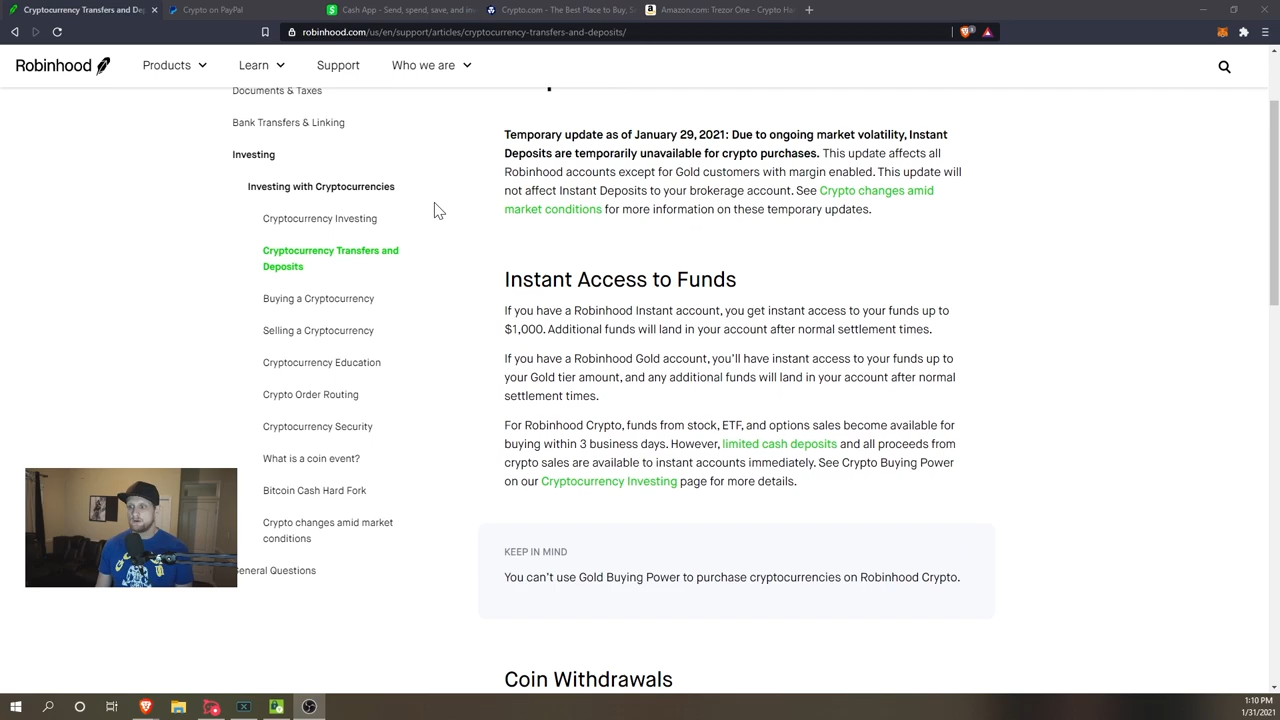 Cryptocurrency Transfers and De
Crypto on PayPal
Cash App - Send, spend, save, and inv
Crypto.com - The Best Place to Buy, S
Amazon.com: Trezor One - Crypto Ha
robinhood.com/us/en/support/articles/cryptocurrency-transfers-and-deposits/
Robinhood
Products
Learn
Support
Who we are
Documents & Taxes
Bank Transfers & Linking
Investing
Investing with Cryptocurrencies
Cryptocurrency Investing
Cryptocurrency Transfers and
Deposits
Buying a Cryptocurrency
Selling a Cryptocurrency
Cryptocurrency Education
Crypto Order Routing
Cryptocurrency Security
What is a coin event?
Bitcoin Cash Hard Fork
Crypto changes amid market
conditions
General Questions
Temporary update as of January 29, 2021: Due to ongoing market volatility, Instant
Deposits are temporarily unavailable for crypto purchases. This update affects all
Robinhood accounts except for Gold customers with margin enabled. This update will
not affect Instant Deposits to your brokerage account. See Crypto changes amid
market conditions for more information on these temporary updates.
Instant Access to Funds
If you have a Robinhood Instant account, you get instant access to your funds up to
$1,000. Additional funds will land in your account after normal settlement times.
If you have a Robinhood Gold account, you'll have instant access to your funds up to
your Gold tier amount, and any additional funds will land in your account after normal
settlement times.
For Robinhood Crypto, funds from stock, ETF, and options sales become available for
buying within 3 business days. However, limited cash deposits and all proceeds from
crypto sales are available to instant accounts immediately. See Crypto Buying Power
on our Cryptocurrency Investing page for more details.
KEEP IN MIND
You can't use Gold Buying Power to purchase cryptocurrencies on Robinhood Crypto.
Coin Withdrawals
1:10 PM
1/31/2021